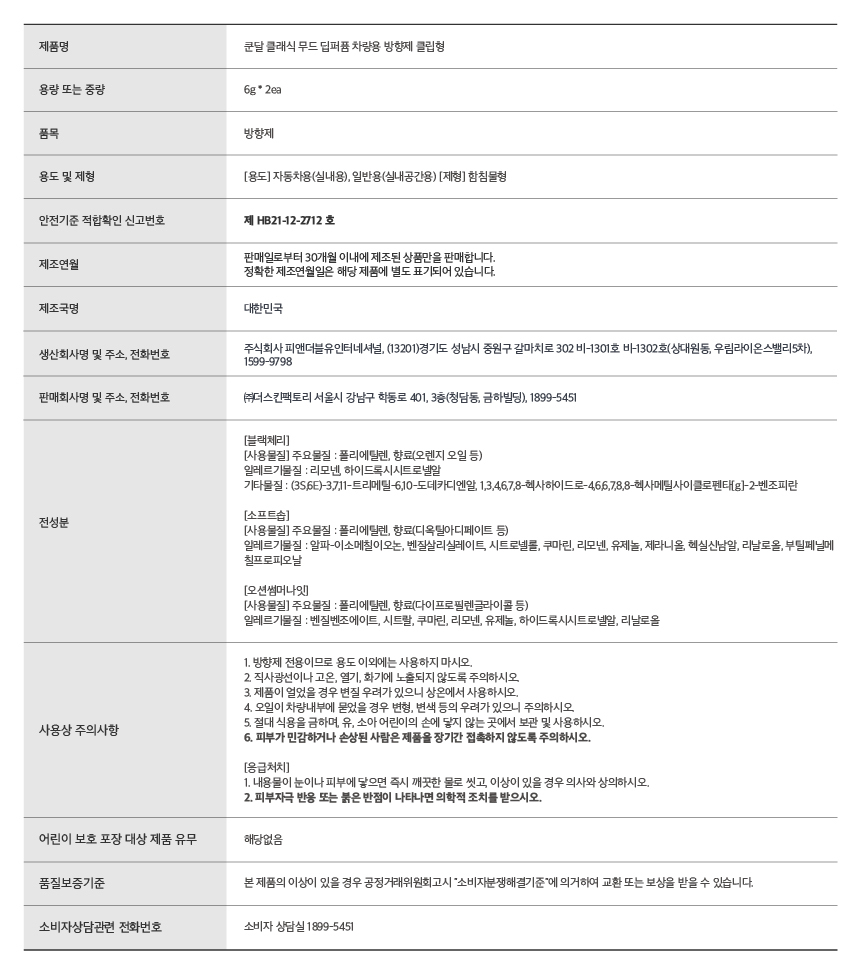 제품명
쿤달 클래식 무드 딥퍼퓸 차량용 방향제 클립형
용량 또는 중량
6g * 2ea
품목
방향제
용도 및 제형
[용도] 자동차용(실내용), 일반용(실내공간용) [제형] 함침물형
안전기준 적합확인 신고번호
제 HB21-12-2712 호
제조연월
판매일로부터 30개월 이내에 제조된 상품만을 판매합니다.
정확한 제조연월일은 해당 제품에 별도 표기되어 있습니다.
제조국명
대한민국
생산회사명 및 주소, 전화번호
주식회사 피앤더블유인터네셔널, (13201)경기도 성남시 중원구 갈마치로 302 비-1301호 비-1302호(상대원동, 우림라이온스밸리5차),
1599-9798
판매회사명 및 주소, 전화번호
㈜더스킨팩토리 서울시 강남구 학동로 401, 3층(청담동, 금하빌딩), 1899-5451
전성분
[블랙체리]
[사용물질] 주요물질 : 폴리에틸렌, 향료(오렌지 오일 등)
알레르기물질 : 리모넨, 하이드록시시트로넬알
기타물질 : (3S,6E)-3,7,11-트리메틸-6,10-도데카디엔알, 1,3,4,6,7,8-헥사하이드로-4,6,6,7,8,8-헥사메틸사이클로펜타[g]-2-벤조피란
[소프트솝]
[사용물질] 주요물질 : 폴리에틸렌, 향료(디옥틸아디페이트 등)
알레르기물질 : 알파-이소메칠이오논, 벤질살리실레이트, 시트로넬롤, 쿠마린, 리모넨, 유제놀, 제라니올, 헥실신남알, 리날로올, 부틸페닐메
칠프로피오날
[오션썸머나잇]
[사용물질] 주요물질 : 폴리에틸렌, 향료(다이프로필렌글라이콜 등)
알레르기물질 : 벤질벤조에이트, 시트랄, 쿠마린, 리모넨, 유제놀, 하이드록시시트로넬알, 리날로올
사용상 주의사항
1. 방향제 전용이므로 용도 이외에는 사용하지 마시오.
2. 직사광선이나 고온, 열기, 화기에 노출되지 않도록 주의하시오.
3. 제품이 얼었을 경우 변질 우려가 있으니 상온에서 사용하시오.
4. 오일이 차량내부에 묻었을 경우 변형, 변색 등의 우려가 있으니 주의하시오.
5. 절대 식용을 금하며, 유, 소아 어린이의 손에 닿지 않는 곳에서 보관 및 사용하시오.
6. 피부가 민감하거나 손상된 사람은 제품을 장기간 접촉하지 않도록 주의하시오.
[응급처치]
1. 내용물이 눈이나 피부에 닿으면 즉시 깨끗한 물로 씻고, 이상이 있을 경우 의사와 상의하시오.
2. 피부자극 반응 또는 붉은 반점이 나타나면 의학적 조치를 받으시오.
어린이 보호 포장 대상 제품 유무
해당없음
품질보증기준
본 제품의 이상이 있을 경우 공정거래위원회고시 "소비자분쟁해결기준"에 의거하여 교환 또는 보상을 받을 수 있습니다.
소비자상담관련 전화번호
소비자 상담실 1899-5451